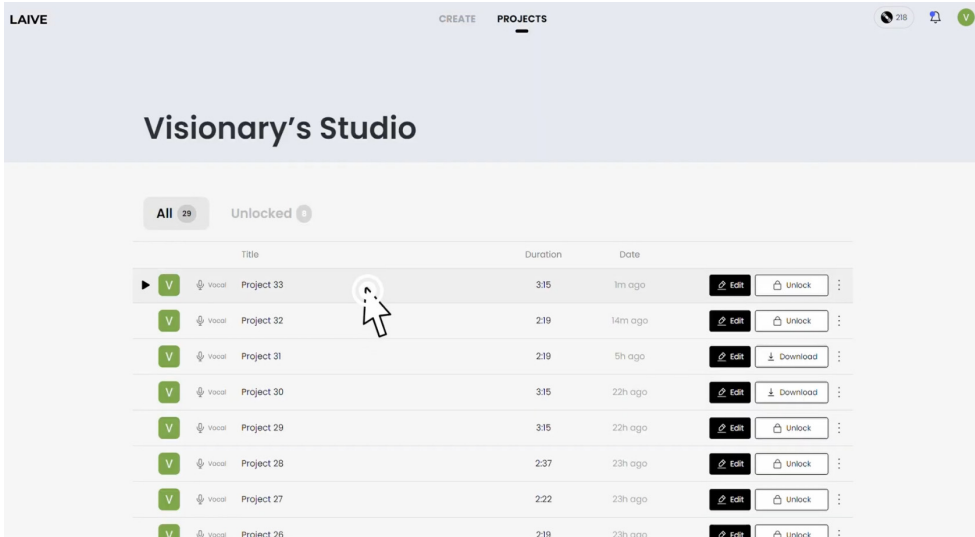 LAIVE CREATE PROJECTS 218 V
Visionary's Studio
All 29 Unlocked 8
Title Duration Date
V Vocal Project 33 3:15 1m ago Edit Unlock
V Vocal Project 32 2:19 14m ago Edit Unlock
V Vocal Project 31 2:19 5h ago Edit Download
V Vocal Project 30 3:15 22h ago Edit Download
V Vocal Project 29 3:15 22h ago Edit Unlock
V Vocal Project 28 2:37 23h ago Edit Unlock
V Vocal Project 27 2:22 23h ago Edit Unlock
V Vocal Project 26 2:19 23h ago Edit Unlock